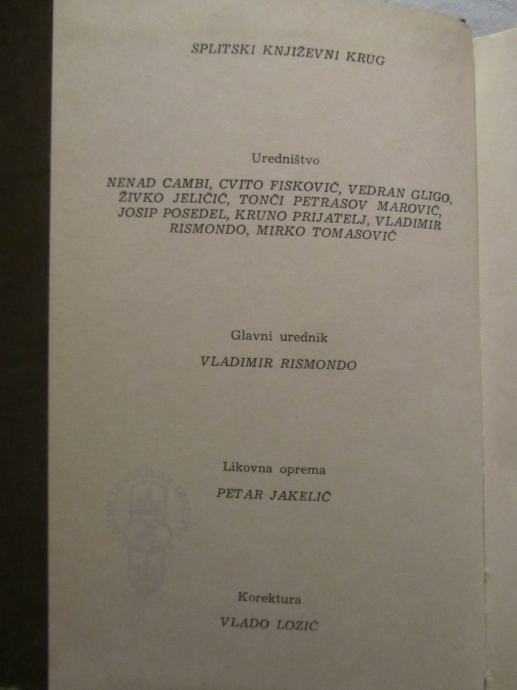 SPLITSKI KNJIŽEVNI KRUG
Uredništvo
NENAD CAMBI, CVITO FISKOVIĆ, VEDRAN GLIGO,
ŽIVKO JELIČIĆ, TONČI PETRASOV MAROVIĆ,
JOSIP POSEDEL, KRUNO PRIJATELJ, VLADIMIR
RISMONDO, MIRKO TOMASOVIĆ
Glavni urednik
VLADIMIR RISMONDO
Likovna oprema
PETAR JAKELIĆ
Korektura
VLADO LOZIĆ